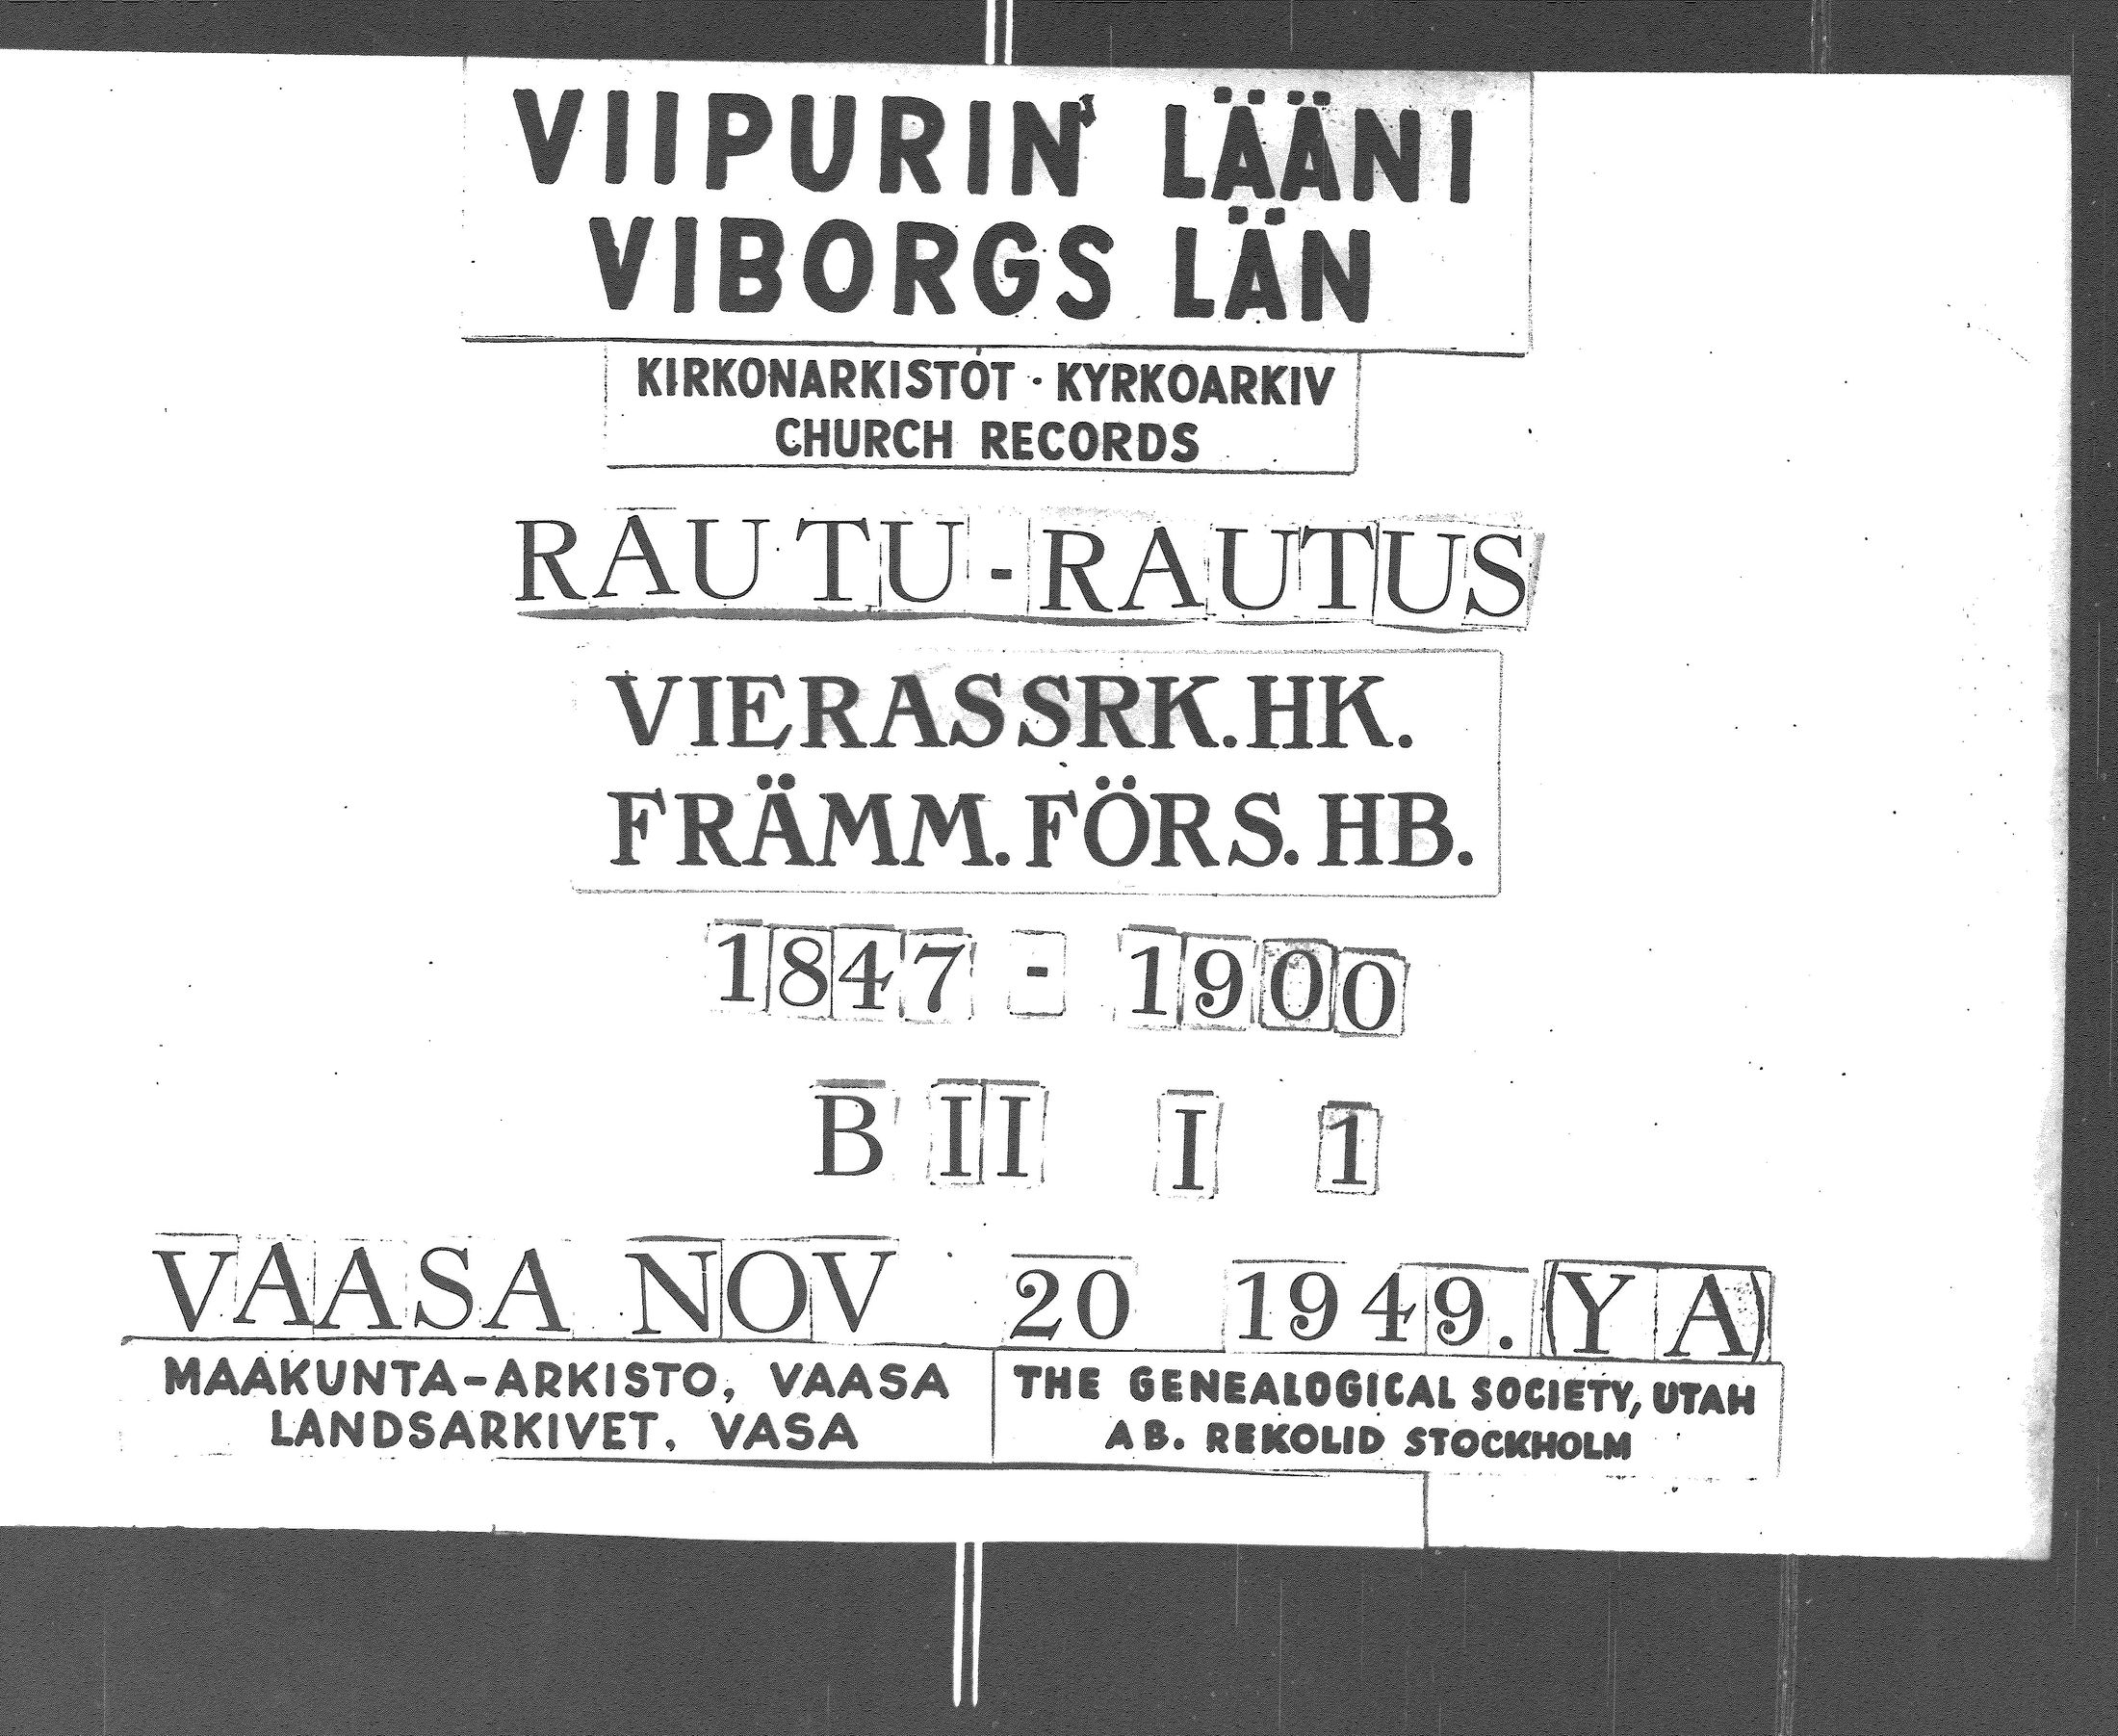 VIIPURIN LÄÄNI
VIBORGS LÄN
KIRKONARKISTOT · KYRKOARKIV
CHURCH RECORDS
RAUTU - RAUTUS
VIERASSRK. HK.
FRÄMM. FÖRS. HB.
1847 - 1900
B II I 1
VAASA NOV 20 1949. (YA)
MAAKUNTA-ARKISTO, VAASA
LANDSARKIVET, VASA
THE GENEALOGICAL SOCIETY, UTAH
AB. REKOLID STOCKHOLM